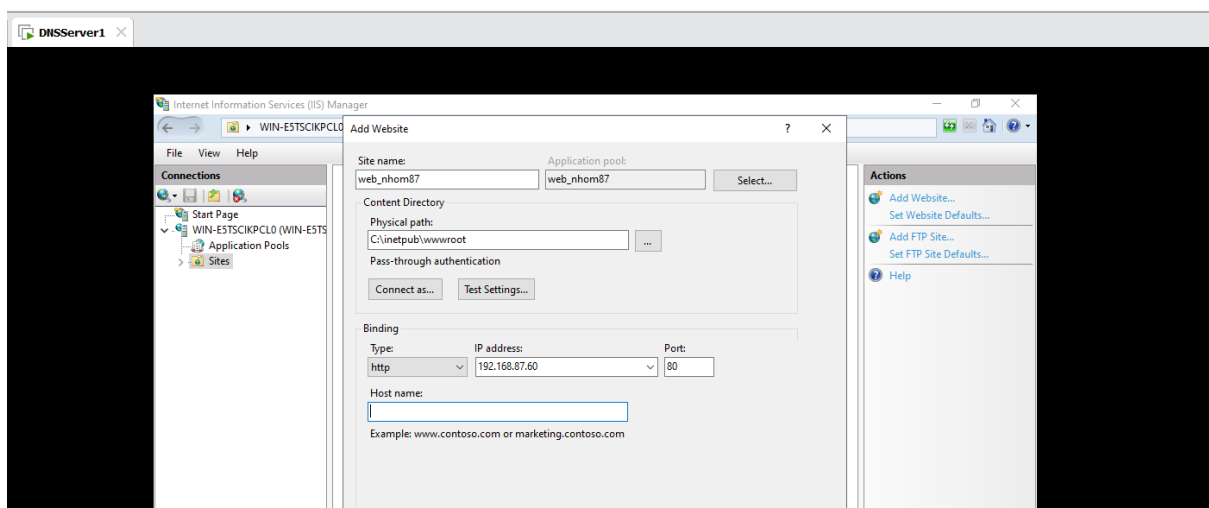 DNSServer1
Internet Information Services (IIS) Manager
WIN-E5TSCIKPCL0
File View Help
Connections
Start Page
WIN-E5TSCIKPCL0 (WIN-E5TS
Application Pools
Sites
Add Website
? 
Site name:
Application pool:
web_nhom87
web_nhom87
Select...
Content Directory
Physical path:
C:\inetpub\wwwroot
...
Pass-through authentication
Connect as...
Test Settings...
Binding
Type:
IP address:
Port:
http
192.168.87.60
80
Host name:
Example: www.contoso.com or marketing.contoso.com
Actions
Add Website...
Set Website Defaults...
Add FTP Site...
Set FTP Site Defaults...
Help